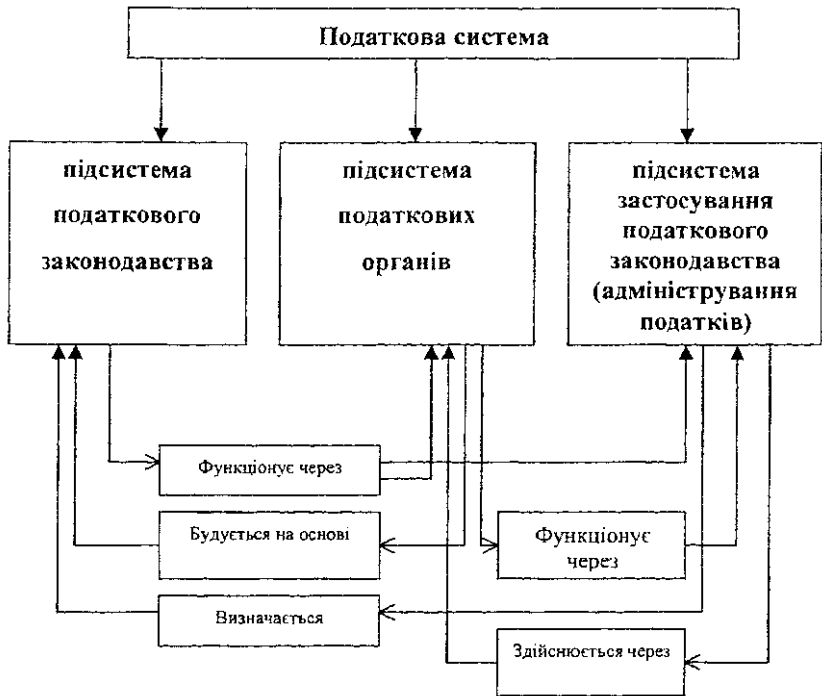 Податкова система
підсистема
податкового
законодавства
підсистема
податкових
органів
підсистема
застосування
податкового
законодавства
(адміністрування
податків)
Функціонує через
Будується на основі
Функціонує
через
Визначається
Здійснюється через